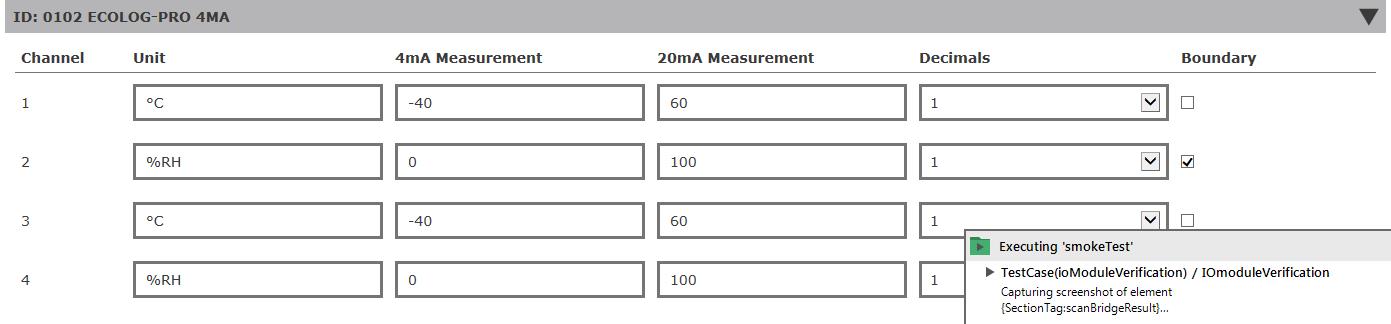 ID: 0102 ECOLOG-PRO 4MA
Channel Unit 4mA Measurement 20mA Measurement Decimals Boundary
1 °C -40 60 1
2 %RH 0 100 1
3 °C -40 60 1
4 %RH 0 100 1
Executing 'smokeTest'
TestCase(ioModuleVerification) / IOmoduleVerification
Capturing screenshot of element
{SectionTag:scanBridgeResult}...